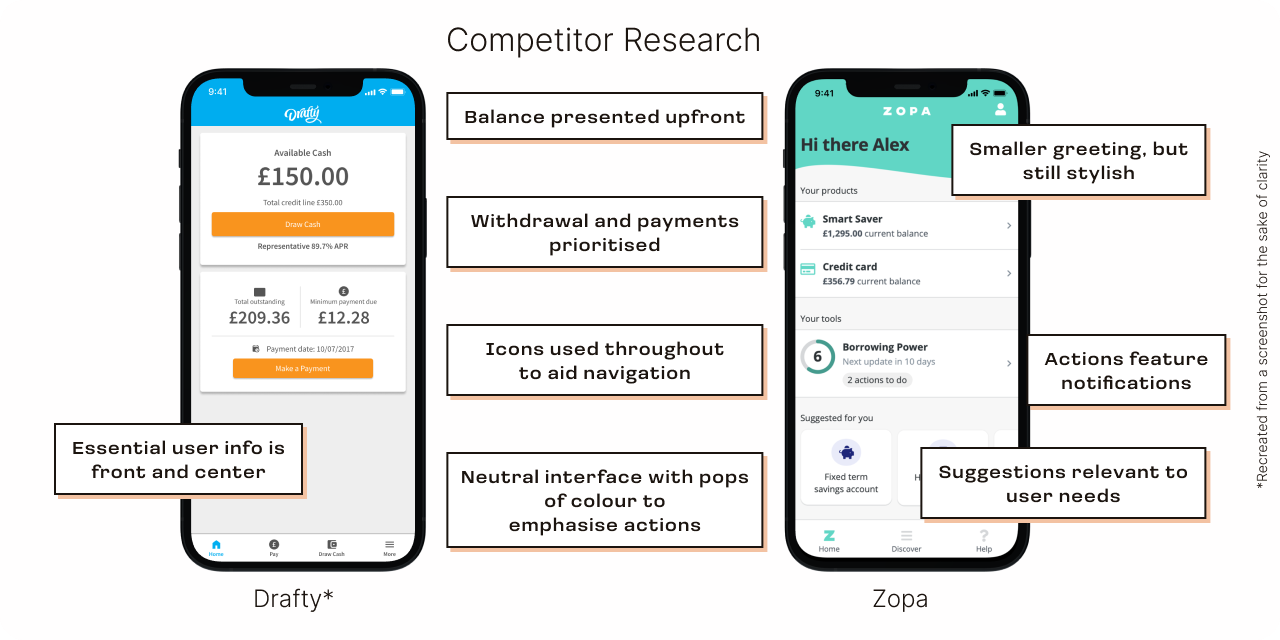 Competitor Research
9:41
Drafty
Available Cash
£150.00
Total credit line £350.00
Draw Cash
Representative 89.7% APR
Total outstanding
£209.36
Minimum payment due
£12.28
Payment date: 10/07/2017
Make a Payment
Essential user info is
front and center
Home
Pay
Draw Cash
More
Drafty*
Balance presented upfront
Withdrawal and payments
prioritised
Icons used throughout
to aid navigation
Neutral interface with pops
of colour to
emphasise actions
9:41
ZOPA
Hi there Alex
Smaller greeting, but
still stylish
Your products
Smart Saver
£1,295.00 current balance
Credit card
£356.79 current balance
Your tools
6
Borrowing Power
Next update in 10 days
2 actions to do
Actions feature
notifications
Suggested for you
Fixed term
savings account
H
Suggestions relevant to
user needs
Home
Discover
Help
Zopa
*Recreated from a screenshot for the sake of clarity